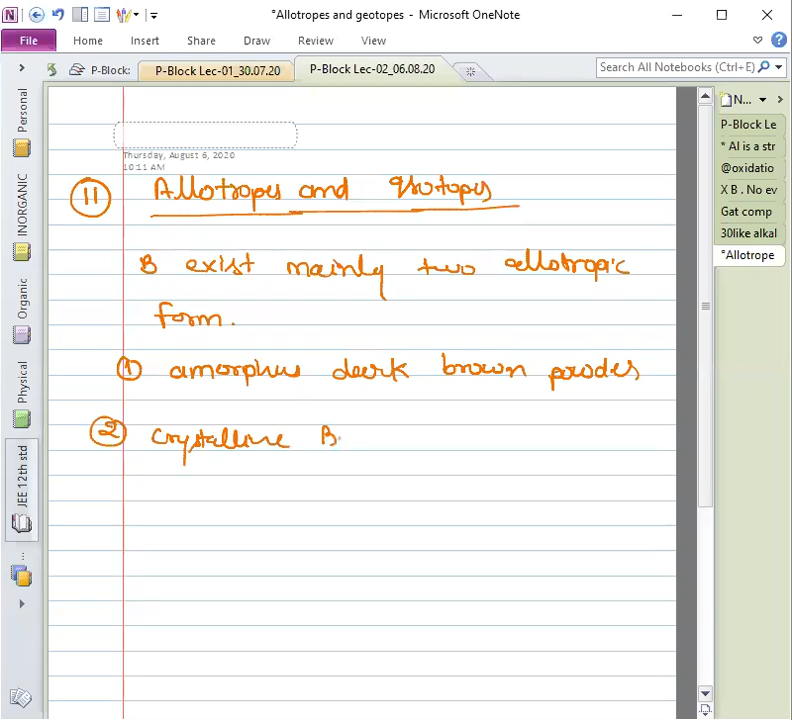 °Allotropes and geotopes - Microsoft OneNote
File Home Insert Share Draw Review View
P-Block: P-Block Lec-01_30.07.20 P-Block Lec-02_06.08.20 Search All Notebooks (Ctrl+E)
Personal
INORGANIC
Organic
Physical
JEE 12th std
N...
P-Block Le
* Al is a str
@oxidatio
X B . No ev
Gat comp
30like alkal
°Allotrope
Thursday, August 6, 2020
10:11 AM
11 Allotropes and Isotopes
B exist mainly two allotropic
form.
1 amorphus dark brown powder
2 Crystalline B.